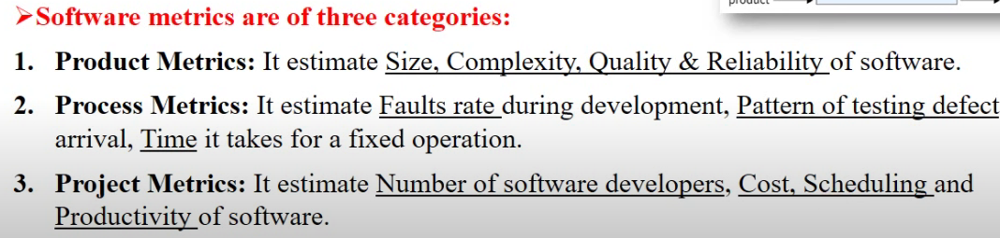 product
➢Software metrics are of three categories:
1. Product Metrics: It estimate Size, Complexity, Quality & Reliability of software.
2. Process Metrics: It estimate Faults rate during development, Pattern of testing defect
arrival, Time it takes for a fixed operation.
3. Project Metrics: It estimate Number of software developers, Cost, Scheduling and
Productivity of software.